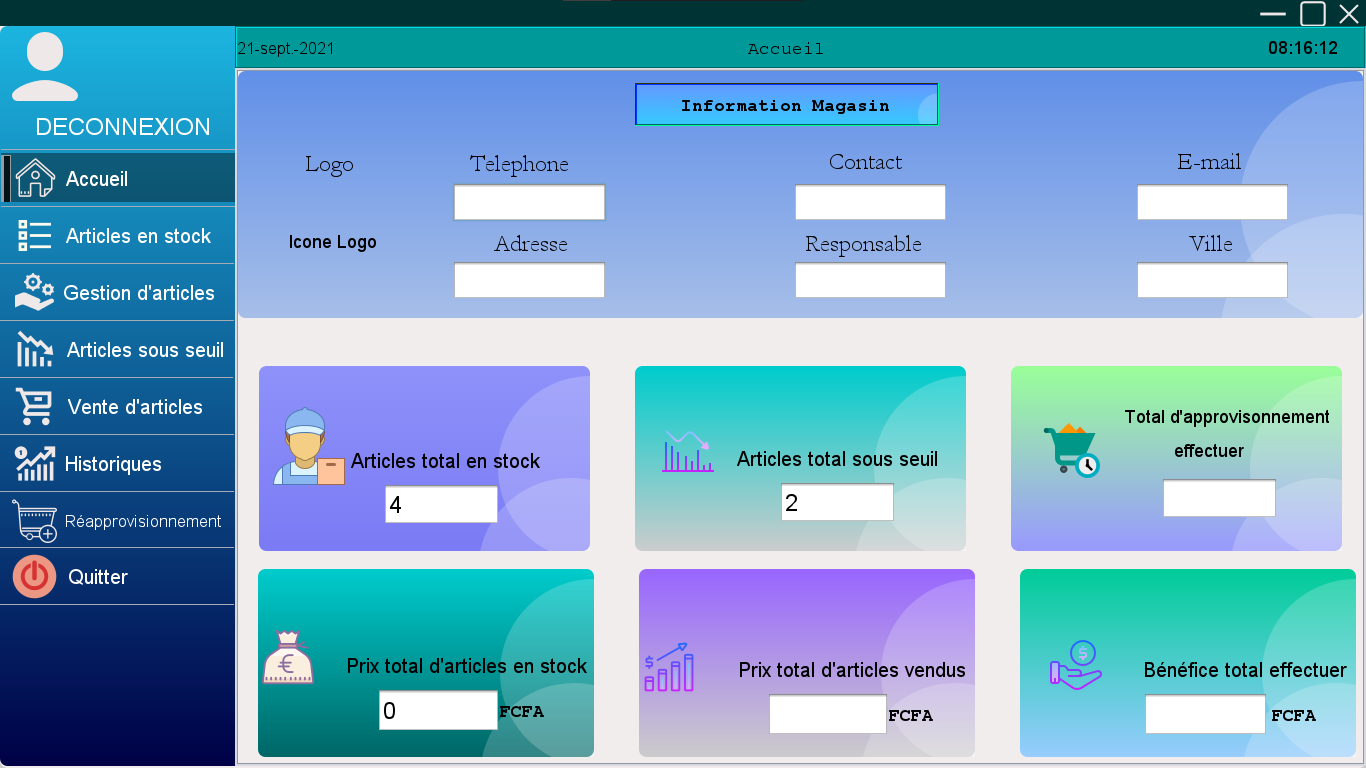 21-sept.-2021
Accueil
08:16:12
DECONNEXION
Accueil
Articles en stock
Gestion d'articles
Articles sous seuil
Vente d'articles
Historiques
Réapprovisionnement
Quitter
Information Magasin
Logo
Telephone
Contact
E-mail
Icone Logo
Adresse
Responsable
Ville
Articles total en stock
4
Articles total sous seuil
2
Total d'approvisonnement
effectuer
€
Prix total d'articles en stock
0
FCFA
$
Prix total d'articles vendus
FCFA
$
Bénéfice total effectuer
FCFA